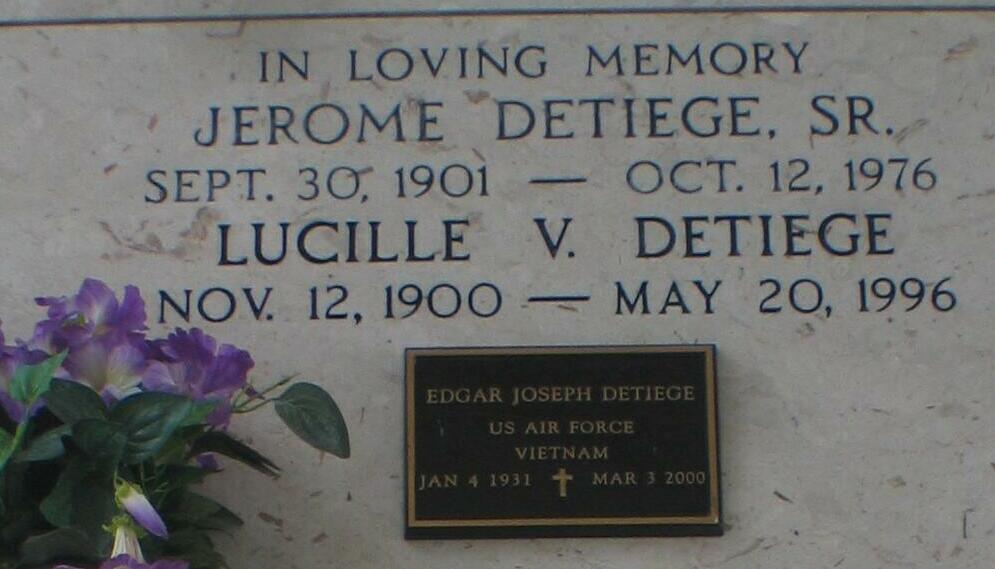 IN LOVING MEMORY
JEROME DETIEGE, SR.
SEPT. 30, 1901 — OCT. 12, 1976
LUCILLE V. DETIEGE
NOV. 12, 1900 — MAY 20, 1996
EDGAR JOSEPH DETIEGE
US AIR FORCE
VIETNAM
JAN 4 1931 MAR 3 2000